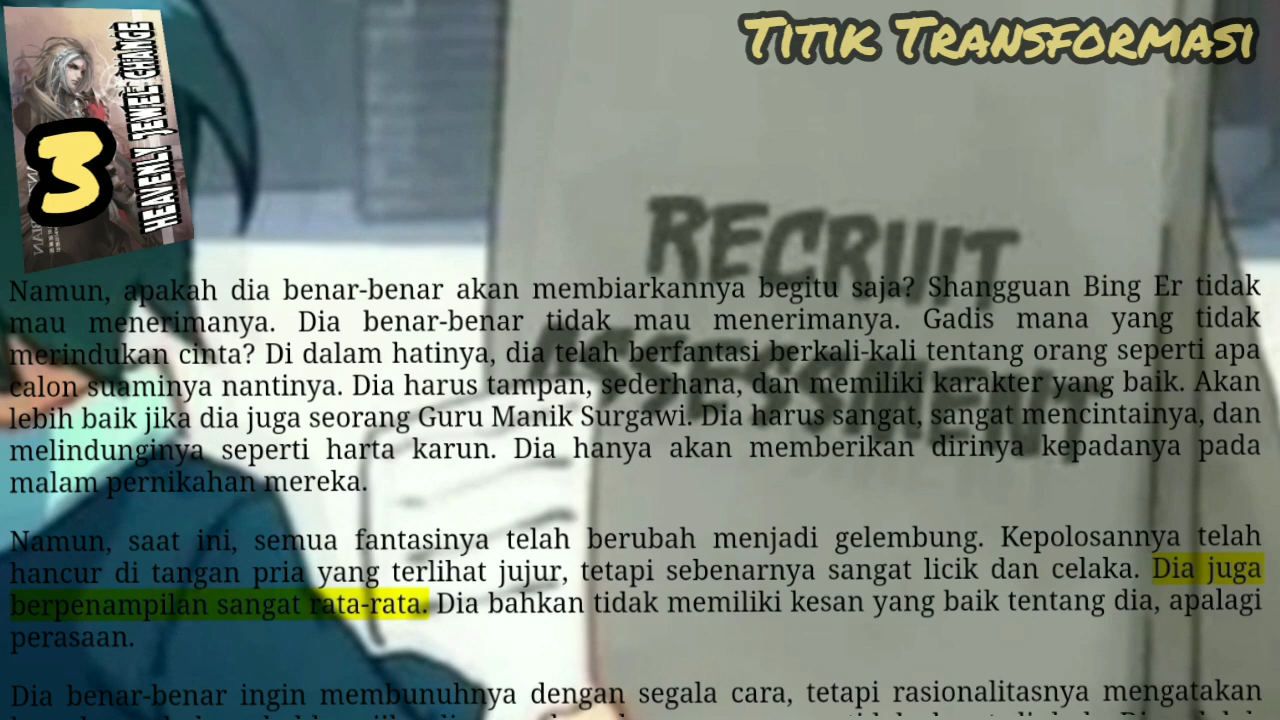 Titik Transformasi
HEAVENLY JEWEL CHANGE
3
RECRUIT
ASSESSMENT
Namun, apakah dia benar-benar akan membiarkannya begitu saja? Shangguan Bing Er tidak
mau menerimanya. Dia benar-benar tidak mau menerimanya. Gadis mana yang tidak
merindukan cinta? Di dalam hatinya, dia telah berfantasi berkali-kali tentang orang seperti apa
calon suaminya nantinya. Dia harus tampan, sederhana, dan memiliki karakter yang baik. Akan
lebih baik jika dia juga seorang Guru Manik Surgawi. Dia harus sangat, sangat mencintainya, dan
melindunginya seperti harta karun. Dia hanya akan memberikan dirinya kepadanya pada
malam pernikahan mereka.
Namun, saat ini, semua fantasinya telah berubah menjadi gelembung. Kepolosannya telah
hancur di tangan pria yang terlihat jujur, tetapi sebenarnya sangat licik dan celaka. Dia juga
berpenampilan sangat rata-rata. Dia bahkan tidak memiliki kesan yang baik tentang dia, apalagi
perasaan.
Dia benar-benar ingin membunuhnya dengan segala cara, tetapi rasionalitasnya mengatakan